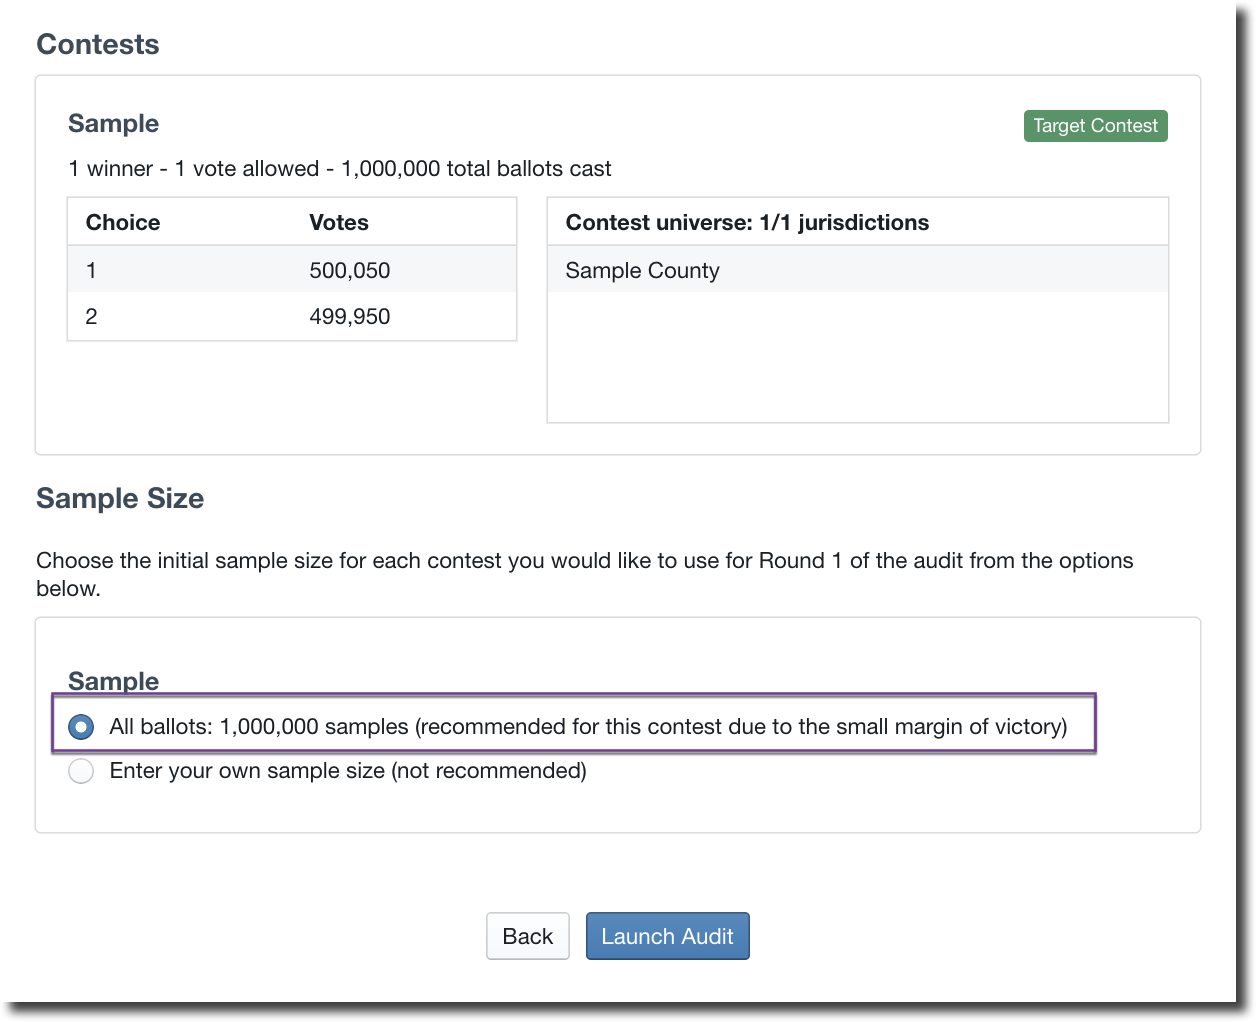 Contests
Sample
Target Contest
1 winner - 1 vote allowed - 1,000,000 total ballots cast
Choice Votes
1 500,050
2 499,950
Contest universe: 1/1 jurisdictions
Sample County
Sample Size
Choose the initial sample size for each contest you would like to use for Round 1 of the audit from the options
below.
Sample
All ballots: 1,000,000 samples (recommended for this contest due to the small margin of victory)
Enter your own sample size (not recommended)
Back Launch Audit